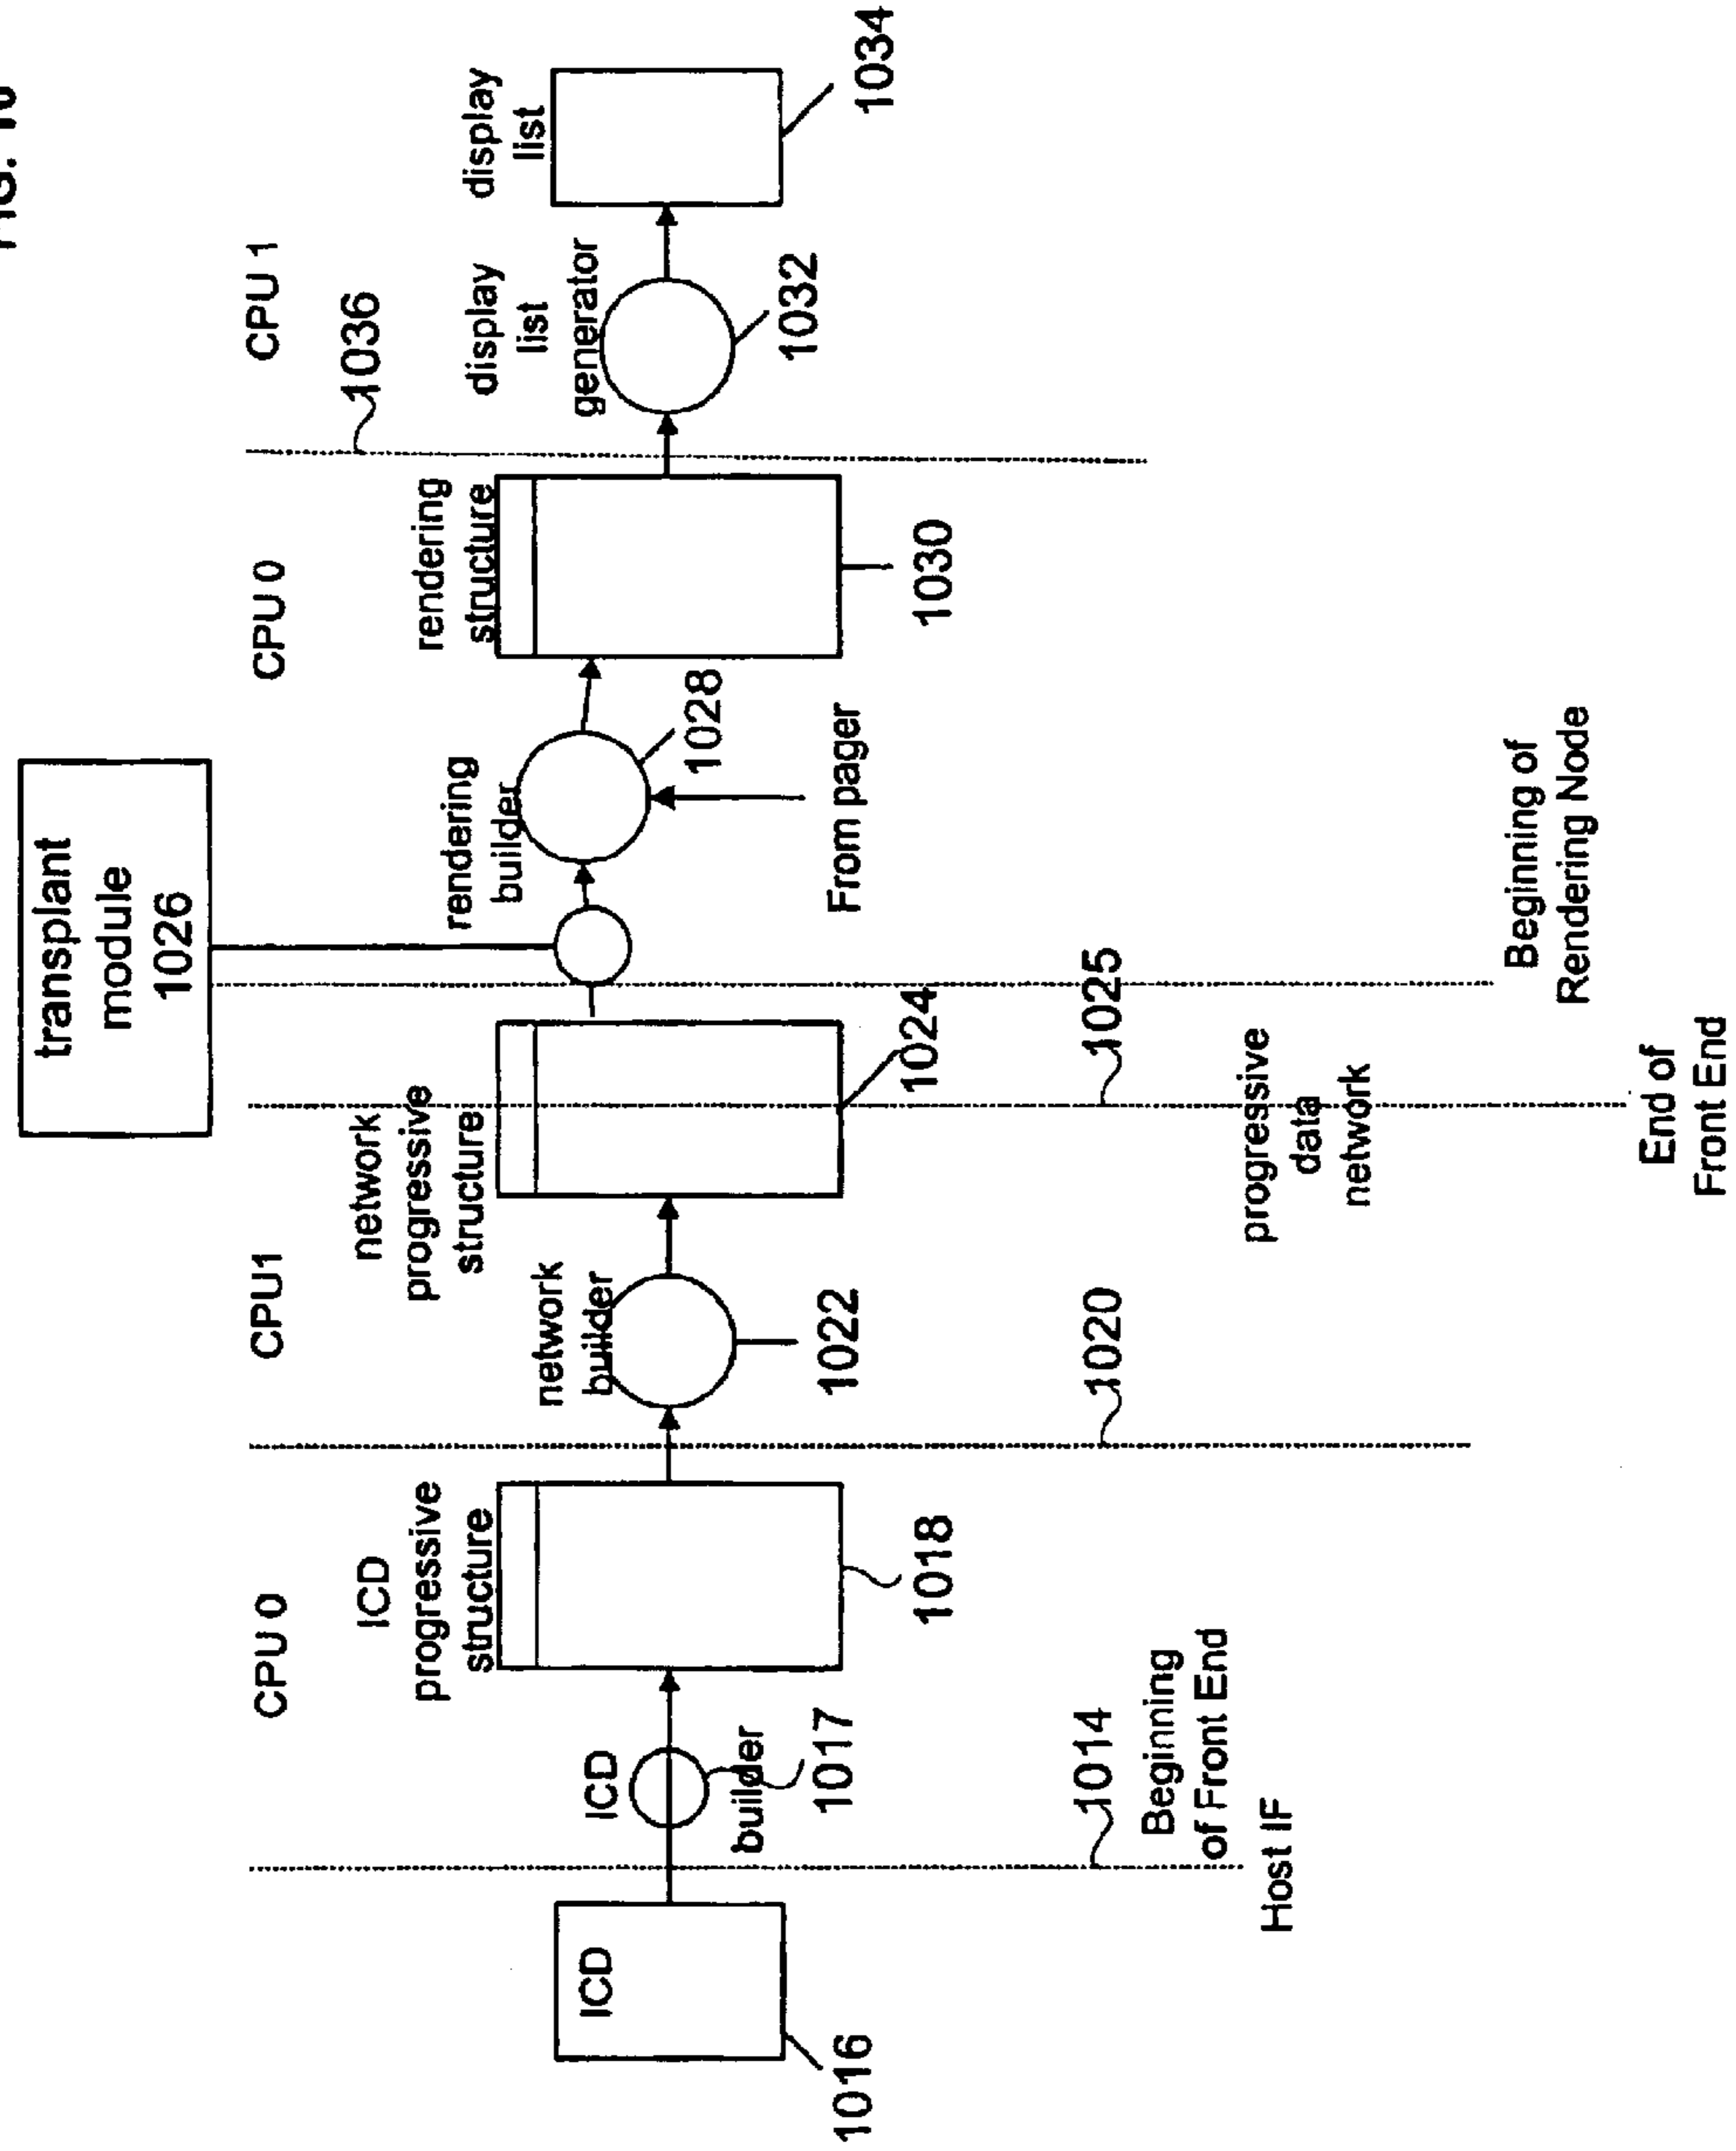 FIG. 10
transplant
module
1026
CPU 0
CPU1
CPU 0
CPU 1
1036
ICD
progressive
structure
network
progressive
structure
rendering
structure
display
list
generator
display
list
rendering
builder
network
builder
ICD
ICD
builder
1016
1017
1018
1022
1024
From pager
1028
1030
1032
1034
1014
1020
1025
Beginning
of Front End
Host IF
progressive
data
network
Beginning of
Rendering Node
End of
Front End